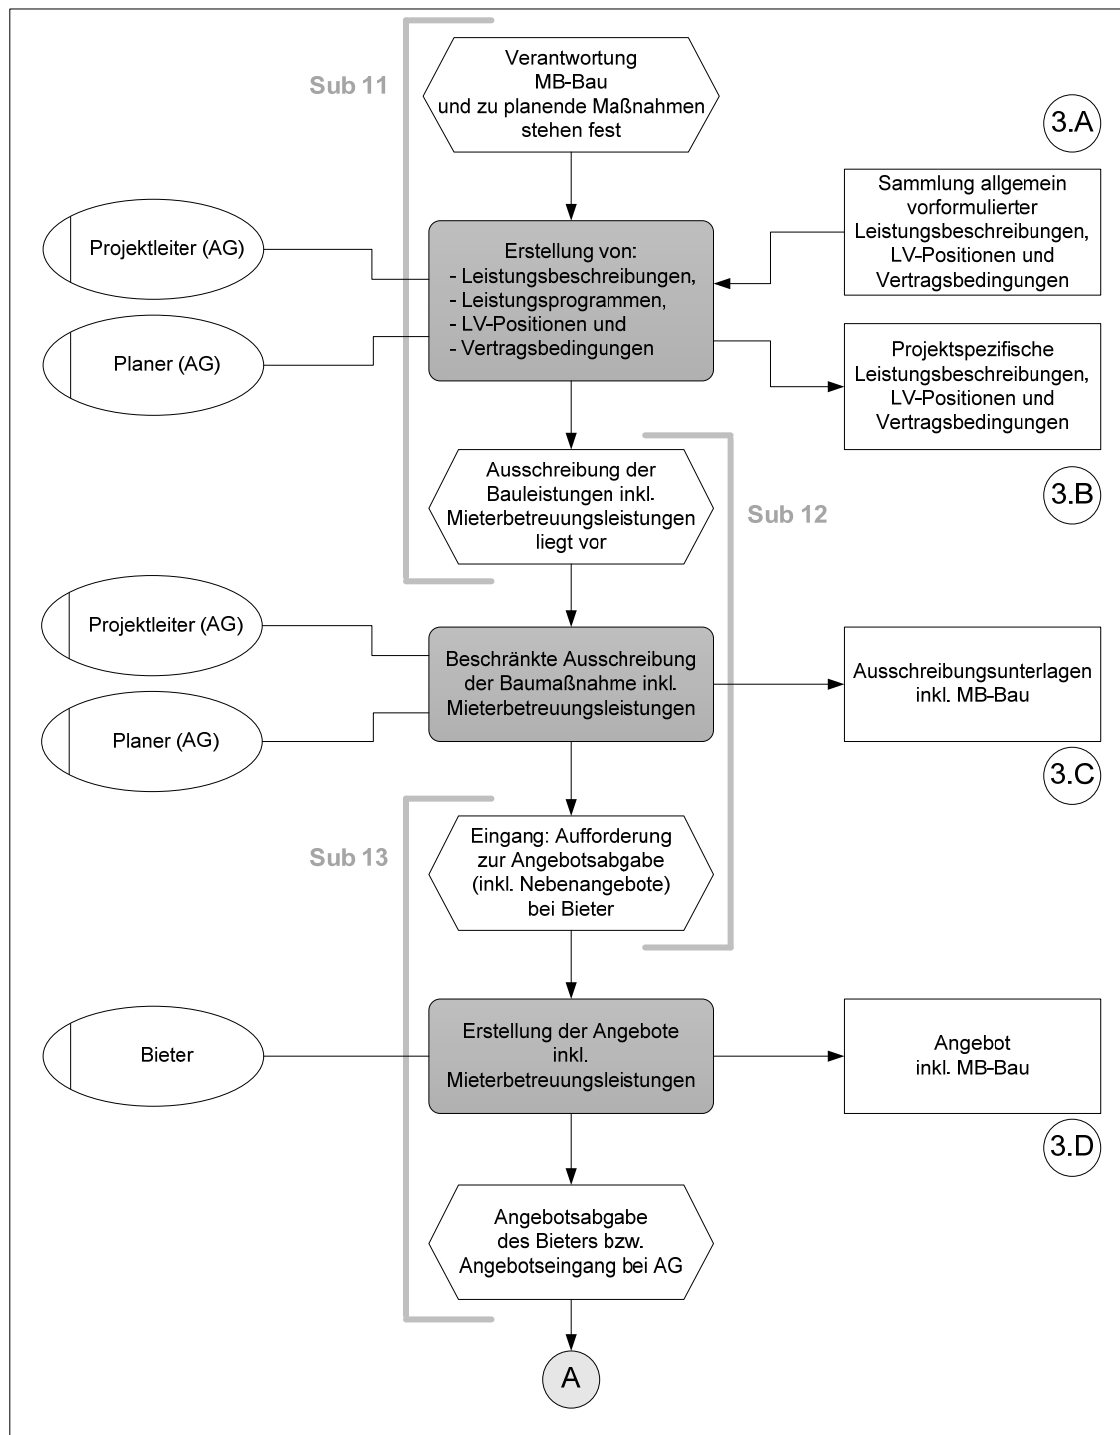 Sub 11
Verantwortung
MB-Bau
und zu planende Maßnahmen
stehen fest
3.A
Projektleiter (AG)
Planer (AG)
Erstellung von:
- Leistungsbeschreibungen,
- Leistungsprogrammen,
- LV-Positionen und
- Vertragsbedingungen
Sammlung allgemein
vorformulierter
Leistungsbeschreibungen,
LV-Positionen und
Vertragsbedingungen
Projektspezifische
Leistungsbeschreibungen,
LV-Positionen und
Vertragsbedingungen
3.B
Ausschreibung der
Bauleistungen inkl.
Mieterbetreuungsleistungen
liegt vor
Sub 12
Projektleiter (AG)
Planer (AG)
Beschränkte Ausschreibung
der Baumaßnahme inkl.
Mieterbetreuungsleistungen
Ausschreibungsunterlagen
inkl. MB-Bau
3.C
Sub 13
Eingang: Aufforderung
zur Angebotsabgabe
(inkl. Nebenangebote)
bei Bieter
Bieter
Erstellung der Angebote
inkl.
Mieterbetreuungsleistungen
Angebot
inkl. MB-Bau
3.D
Angebotsabgabe
des Bieters bzw.
Angebotseingang bei AG
A